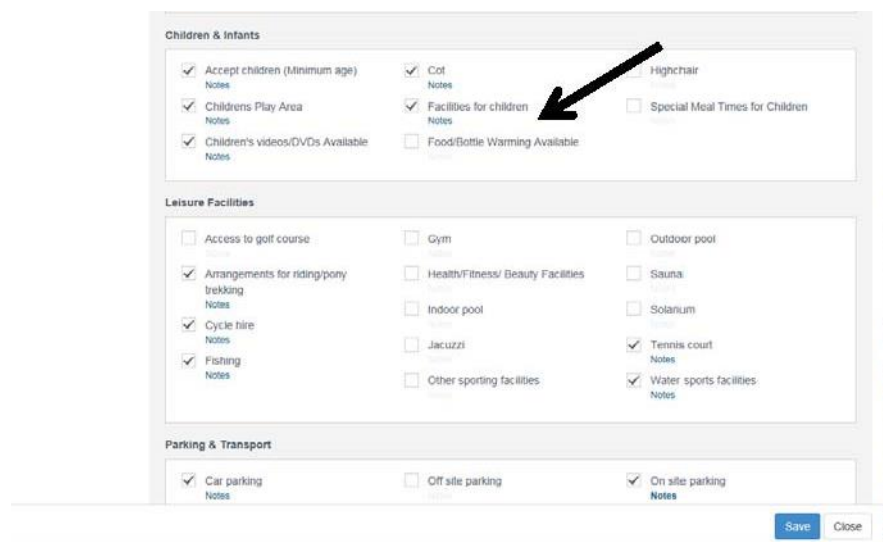 Children & Infants
Accept children (Minimum age)
Notes
Cot
Notes
Highchair
Childrens Play Area
Notes
Facilities for children
Notes
Special Meal Times for Children
Children's videos/DVDs Available
Notes
Food/Bottle Warming Available
Leisure Facilities
Access to golf course
Gym
Outdoor pool
Arrangements for riding/pony
trekking
Notes
Health/Fitness/ Beauty Facilities
Sauna
Indoor pool
Solarium
Cycle hire
Notes
Jacuzzi
Tennis court
Notes
Fishing
Notes
Other sporting facilities
Water sports facilities
Notes
Parking & Transport
Car parking
Notes
Off site parking
On site parking
Notes
Save
Close